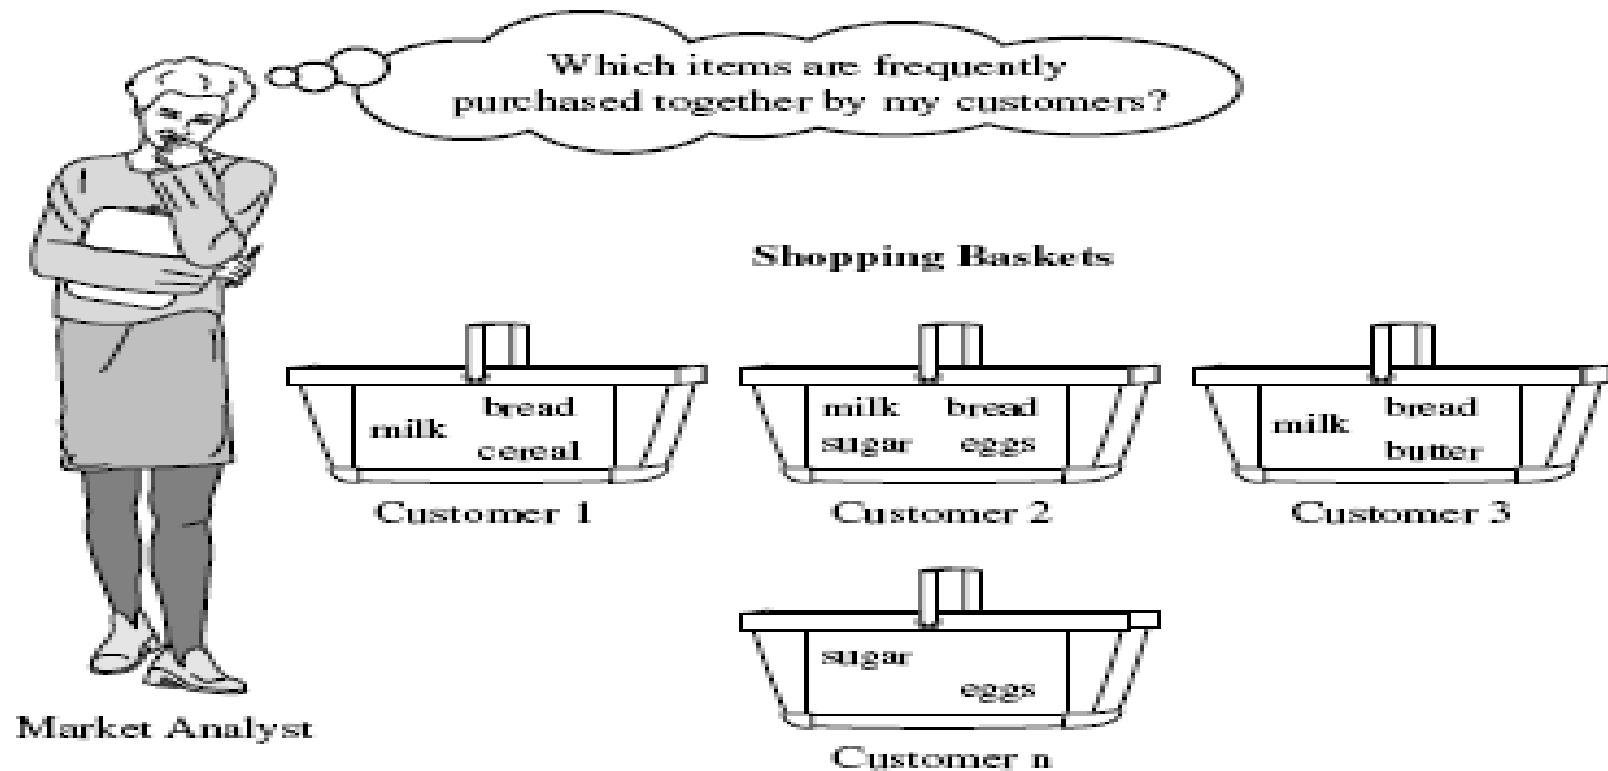 Which items are frequently
purchased together by my customers?
Shopping Baskets
milk
bread
cereal
Customer 1
milk bread
sugar eggs
Customer 2
milk
bread
butter
Customer 3
sugar
eggs
Customer n
Market Analyst